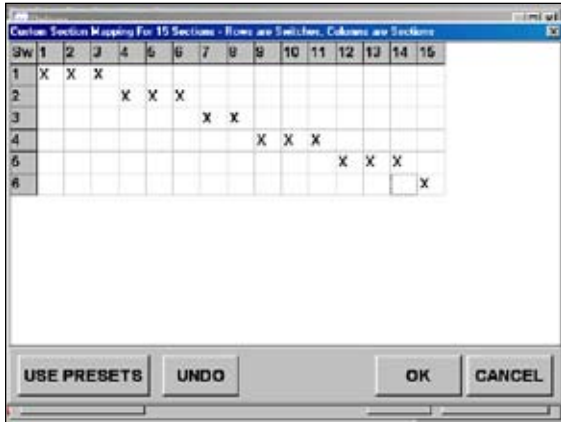 Custom Section Mapping For 15 Sections - Rows are Switches, Columns are Sections
Sw 1 2 3 4 5 6 7 8 9 10 11 12 13 14 15
1 X X X
2 X X X
3 X X
4 X X X
5 X X X
6 X
USE PRESETS UNDO OK CANCEL